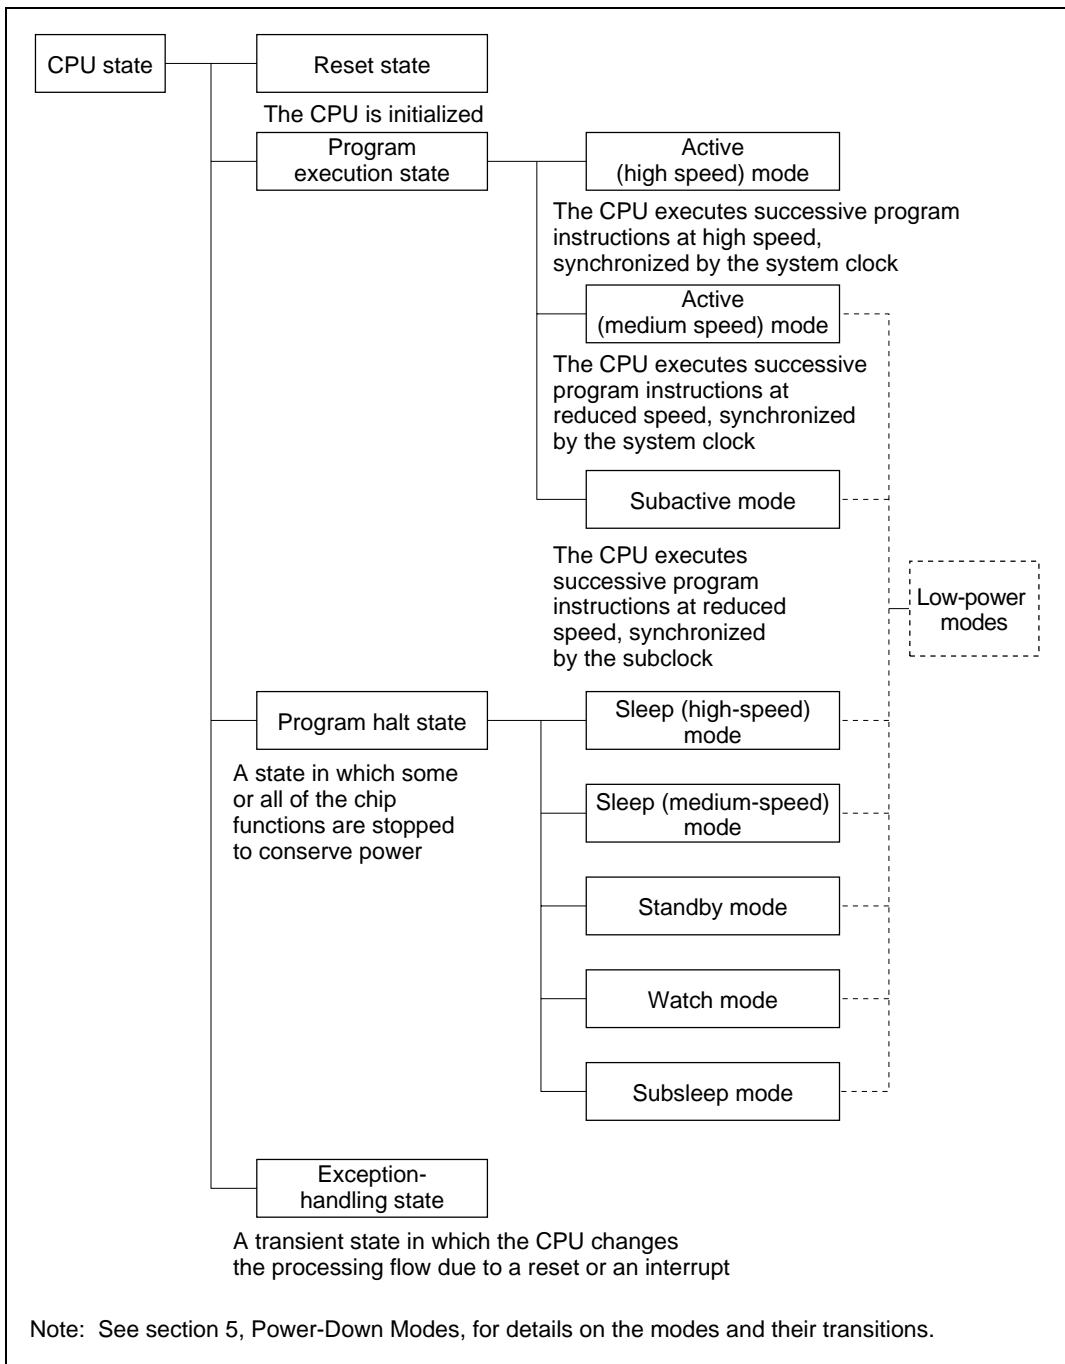 CPU state
Reset state
The CPU is initialized
Program
execution state
Active
(high speed) mode
The CPU executes successive program
instructions at high speed,
synchronized by the system clock
Active
(medium speed) mode
The CPU executes successive
program instructions at
reduced speed, synchronized
by the system clock
Subactive mode
The CPU executes
successive program
instructions at reduced
speed, synchronized
by the subclock
Low-power
modes
Program halt state
A state in which some
or all of the chip
functions are stopped
to conserve power
Sleep (high-speed)
mode
Sleep (medium-speed)
mode
Standby mode
Watch mode
Subsleep mode
Exception-
handling state
A transient state in which the CPU changes
the processing flow due to a reset or an interrupt
Note: See section 5, Power-Down Modes, for details on the modes and their transitions.